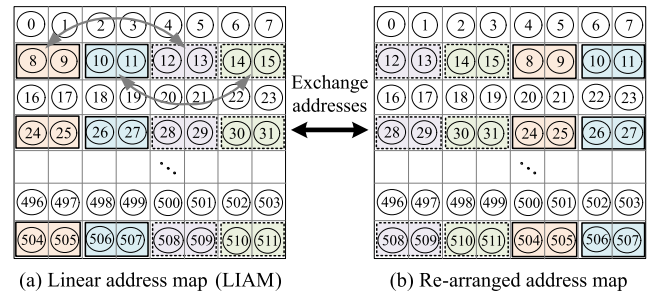 0 1 2 3 4 5 6 7
8 9 10 11 12 13 14 15
16 17 18 19 20 21 22 23
24 25 26 27 28 29 30 31
496 497 498 499 500 501 502 503
504 505 506 507 508 509 510 511
(a) Linear address map (LIAM)
Exchange
addresses
0 1 2 3 4 5 6 7
12 13 14 15 8 9 10 11
16 17 18 19 20 21 22 23
28 29 30 31 24 25 26 27
496 497 498 499 500 501 502 503
508 509 510 511 504 505 506 507
(b) Re-arranged address map